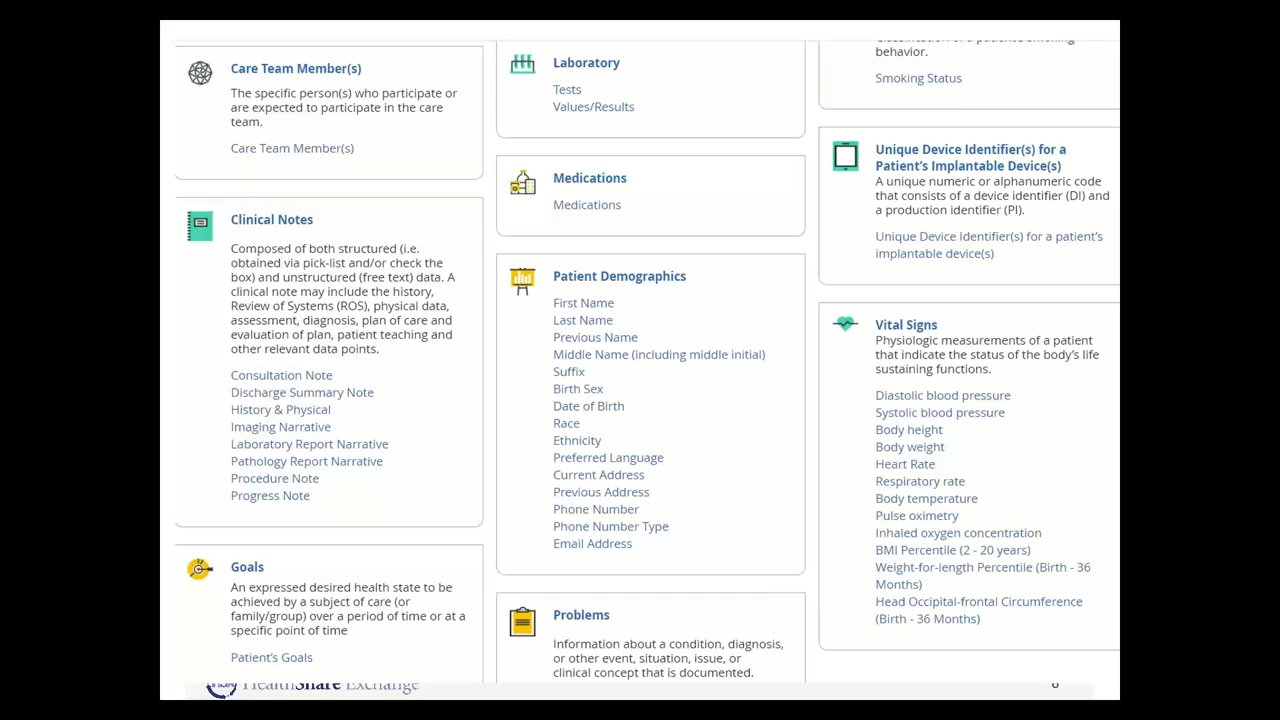 Care Team Member(s)
The specific person(s) who participate or
are expected to participate in the care
team.
Care Team Member(s)
Clinical Notes
Composed of both structured (i.e.
obtained via pick-list and/or check the
box) and unstructured (free text) data. A
clinical note may include the history,
Review of Systems (ROS), physical data,
assessment, diagnosis, plan of care and
evaluation of plan, patient teaching and
other relevant data points.
Consultation Note
Discharge Summary Note
History & Physical
Imaging Narrative
Laboratory Report Narrative
Pathology Report Narrative
Procedure Note
Progress Note
Goals
An expressed desired health state to be
achieved by a subject of care (or
family/group) over a period of time or at a
specific point of time
Patient's Goals
Laboratory
Tests
Values/Results
Medications
Medications
Patient Demographics
First Name
Last Name
Previous Name
Middle Name (including middle initial)
Suffix
Birth Sex
Date of Birth
Race
Ethnicity
Preferred Language
Current Address
Previous Address
Phone Number
Phone Number Type
Email Address
Problems
Information about a condition, diagnosis,
or other event, situation, issue, or
clinical concept that is documented.
behavior.
Smoking Status
Unique Device Identifier(s) for a
Patient's Implantable Device(s)
A unique numeric or alphanumeric code
that consists of a device identifier (DI) and
a production identifier (PI).
Unique Device Identifier(s) for a patient's
implantable device(s)
Vital Signs
Physiologic measurements of a patient
that indicate the status of the body's life
sustaining functions.
Diastolic blood pressure
Systolic blood pressure
Body height
Body weight
Heart Rate
Respiratory rate
Body temperature
Pulse oximetry
Inhaled oxygen concentration
BMI Percentile (2 - 20 years)
Weight-for-length Percentile (Birth - 36
Months)
Head Occipital-frontal Circumference
(Birth - 36 Months)
HealthShare Exchange